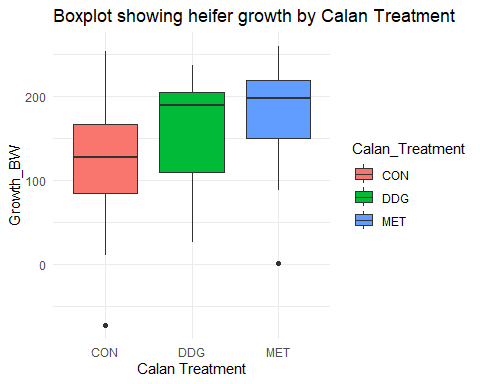 Boxplot showing heifer growth by Calan Treatment
Growth_BW
200
100
0
CON
DDG
MET
Calan Treatment
Calan_Treatment
CON
DDG
MET